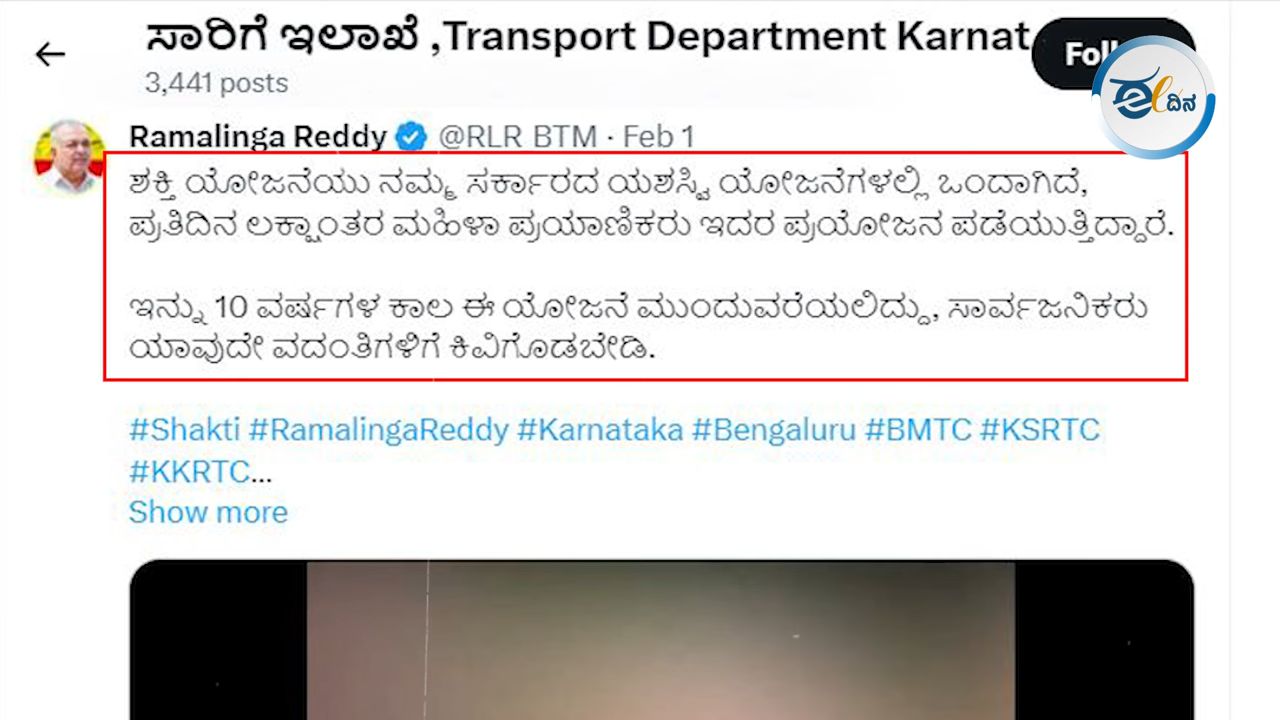 ಸಾರಿಗೆ ಇಲಾಖೆ ,Transport Department Karnat
3,441 posts
ಈ ದಿನ
Ramalinga Reddy @RLR BTM · Feb 1
ಶಕ್ತಿ ಯೋಜನೆಯು ನಮ್ಮ ಸರ್ಕಾರದ ಯಶಸ್ವಿ ಯೋಜನೆಗಳಲ್ಲಿ ಒಂದಾಗಿದೆ,
ಪ್ರತಿದಿನ ಲಕ್ಷಾಂತರ ಮಹಿಳಾ ಪ್ರಯಾಣಿಕರು ಇದರ ಪ್ರಯೋಜನ ಪಡೆಯುತ್ತಿದ್ದಾರೆ.
ಇನ್ನು 10 ವರ್ಷಗಳ ಕಾಲ ಈ ಯೋಜನೆ ಮುಂದುವರೆಯಲಿದ್ದು, ಸಾರ್ವಜನಿಕರು
ಯಾವುದೇ ವದಂತಿಗಳಿಗೆ ಕಿವಿಗೊಡಬೇಡಿ.
#Shakti #RamalingaReddy #Karnataka #Bengaluru #BMTC #KSRTC
#KKRTC...
Show more